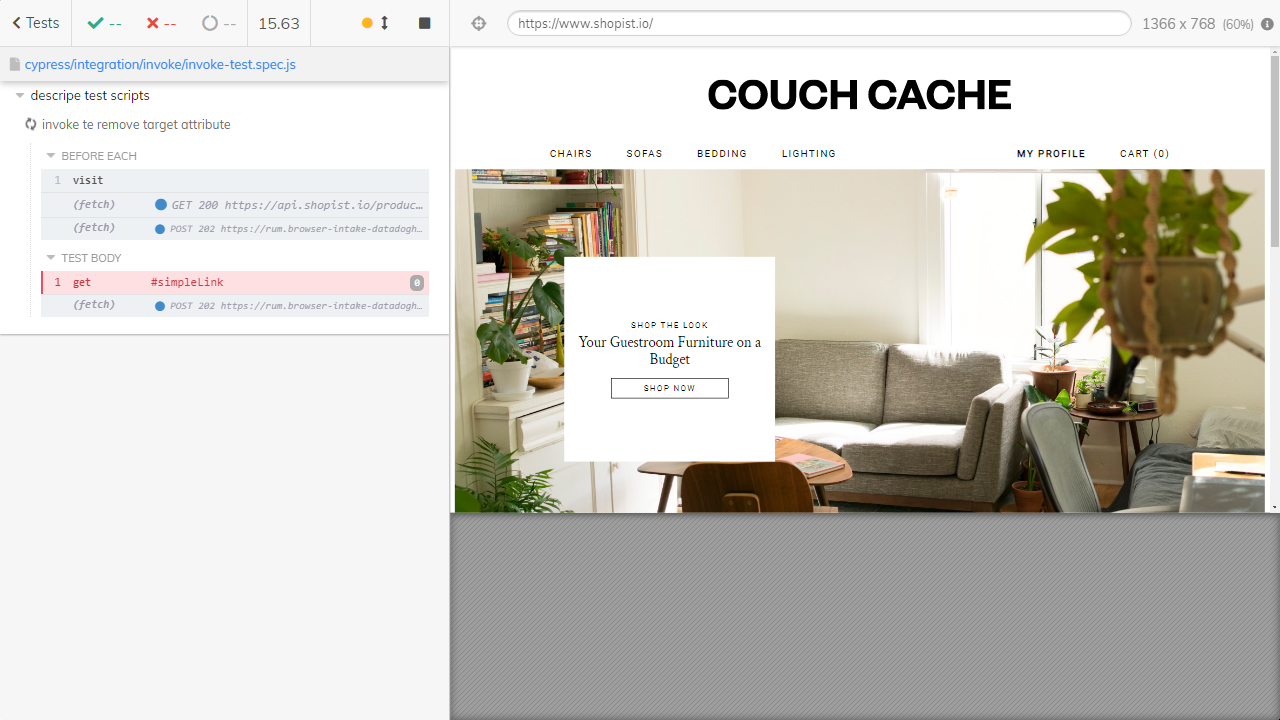 Tests -- -- -- 15.63
https://www.shopist.io/ 1366 x 768 (60%)
cypress/integration/invoke/invoke-test.spec.js
descripe test scripts
invoke te remove target attribute
BEFORE EACH
1 visit
(fetch) GET 200 https://api.shopist.io/produc…
(fetch) POST 202 https://rum.browser-intake-datadogh…
TEST BODY
1 get #simpleLink 0
(fetch) POST 202 https://rum.browser-intake-datadogh…
COUCH CACHE
CHAIRS SOFAS BEDDING LIGHTING MY PROFILE CART (0)
SHOP THE LOOK
Your Guestroom Furniture on a
Budget
SHOP NOW